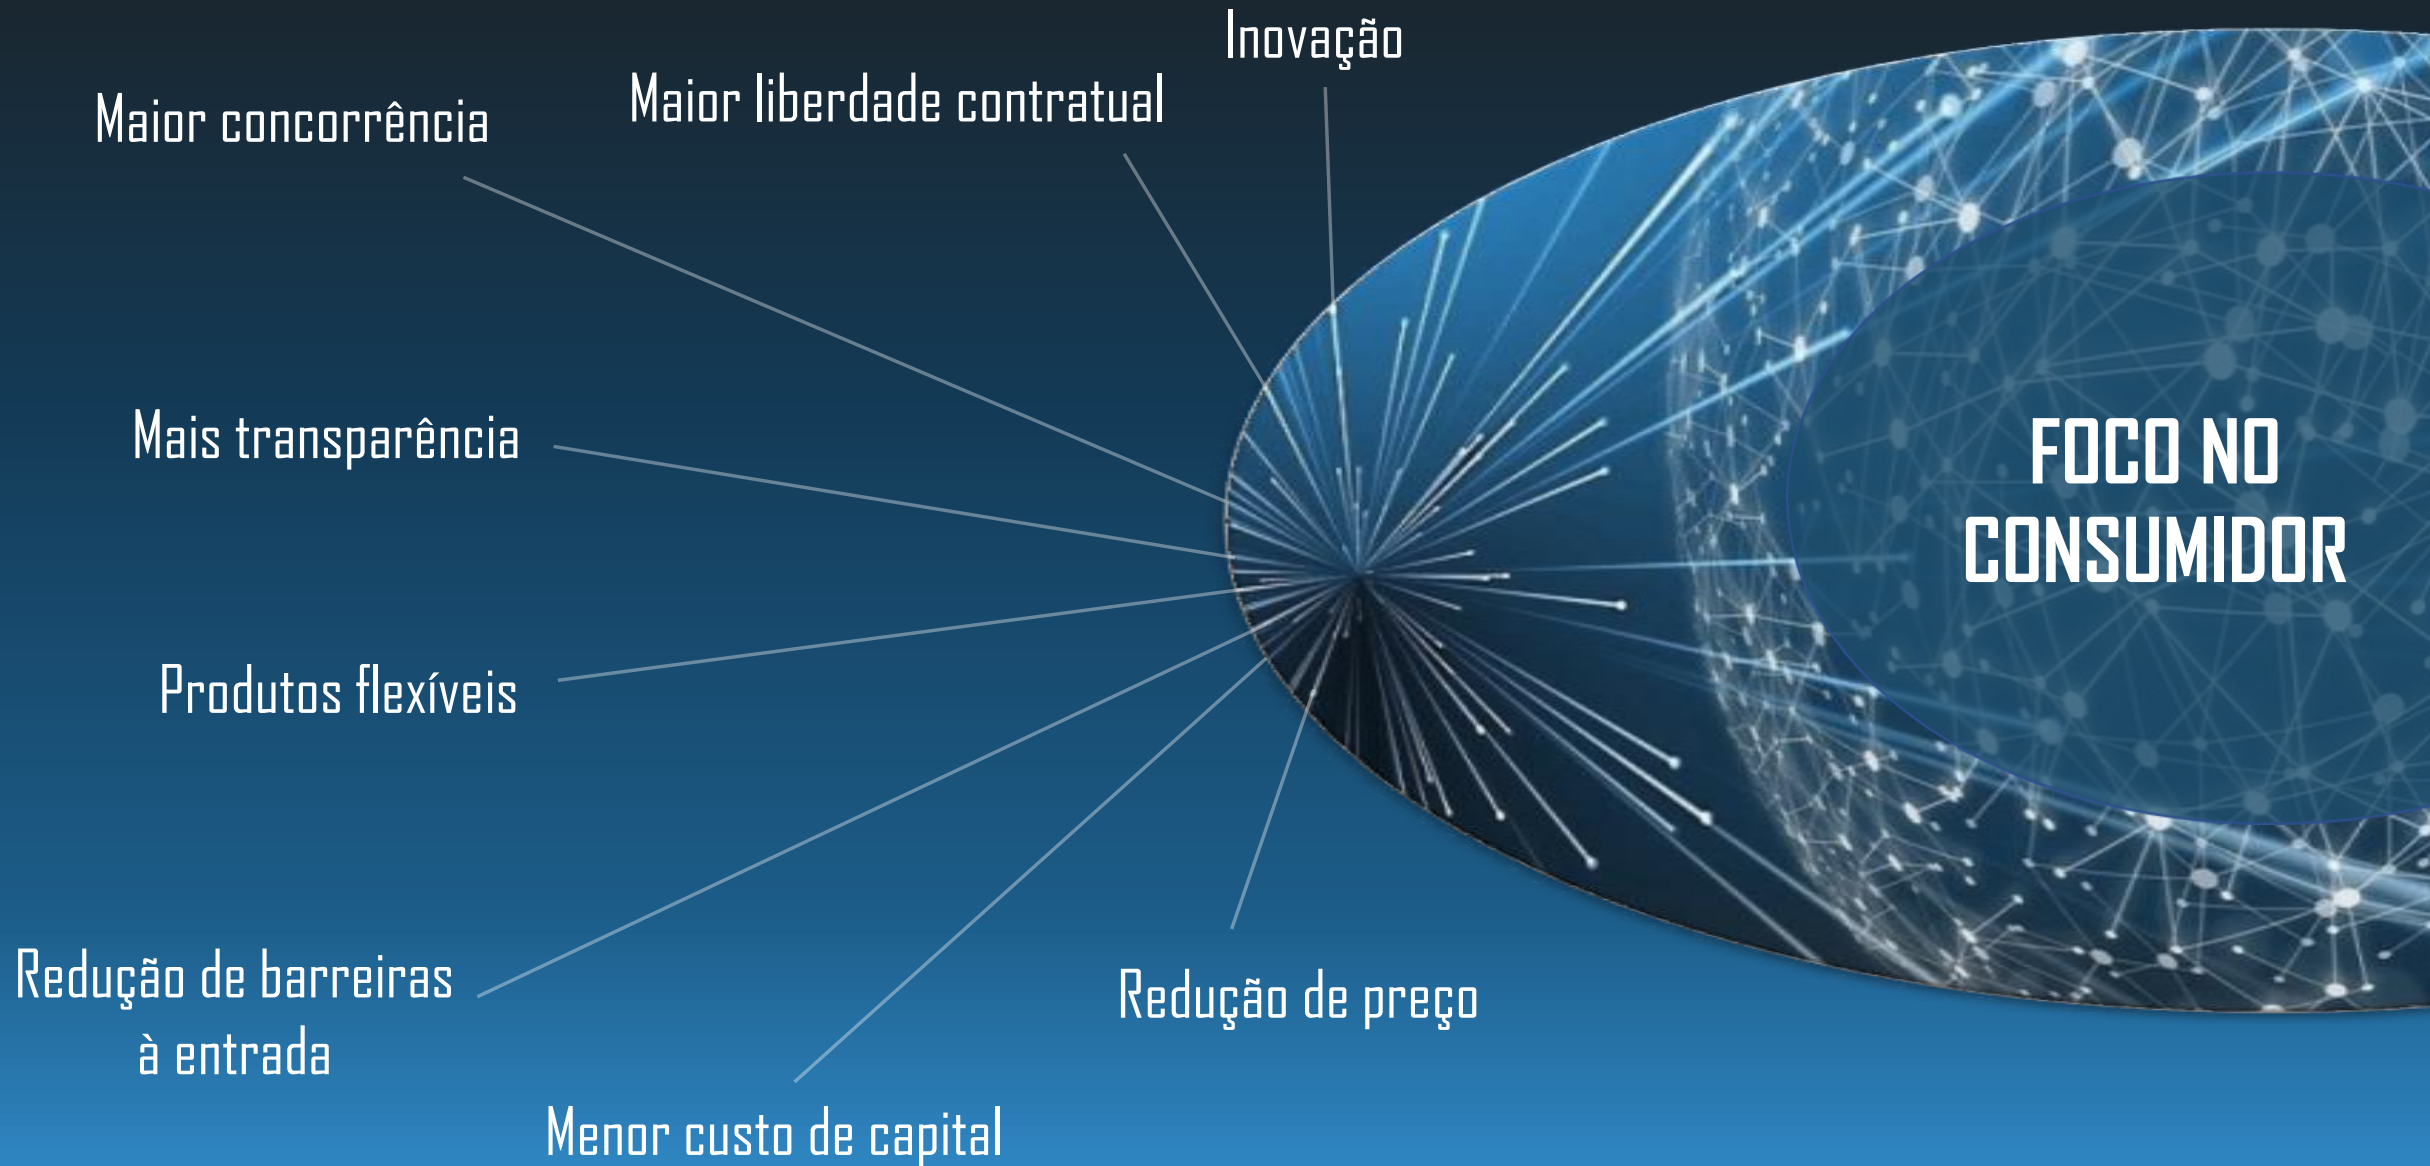 Inovação
Maior liberdade contratual
Maior concorrência
Mais transparência
FOCO NO
CONSUMIDOR
Produtos flexíveis
Redução de barreiras
à entrada
Redução de preço
Menor custo de capital